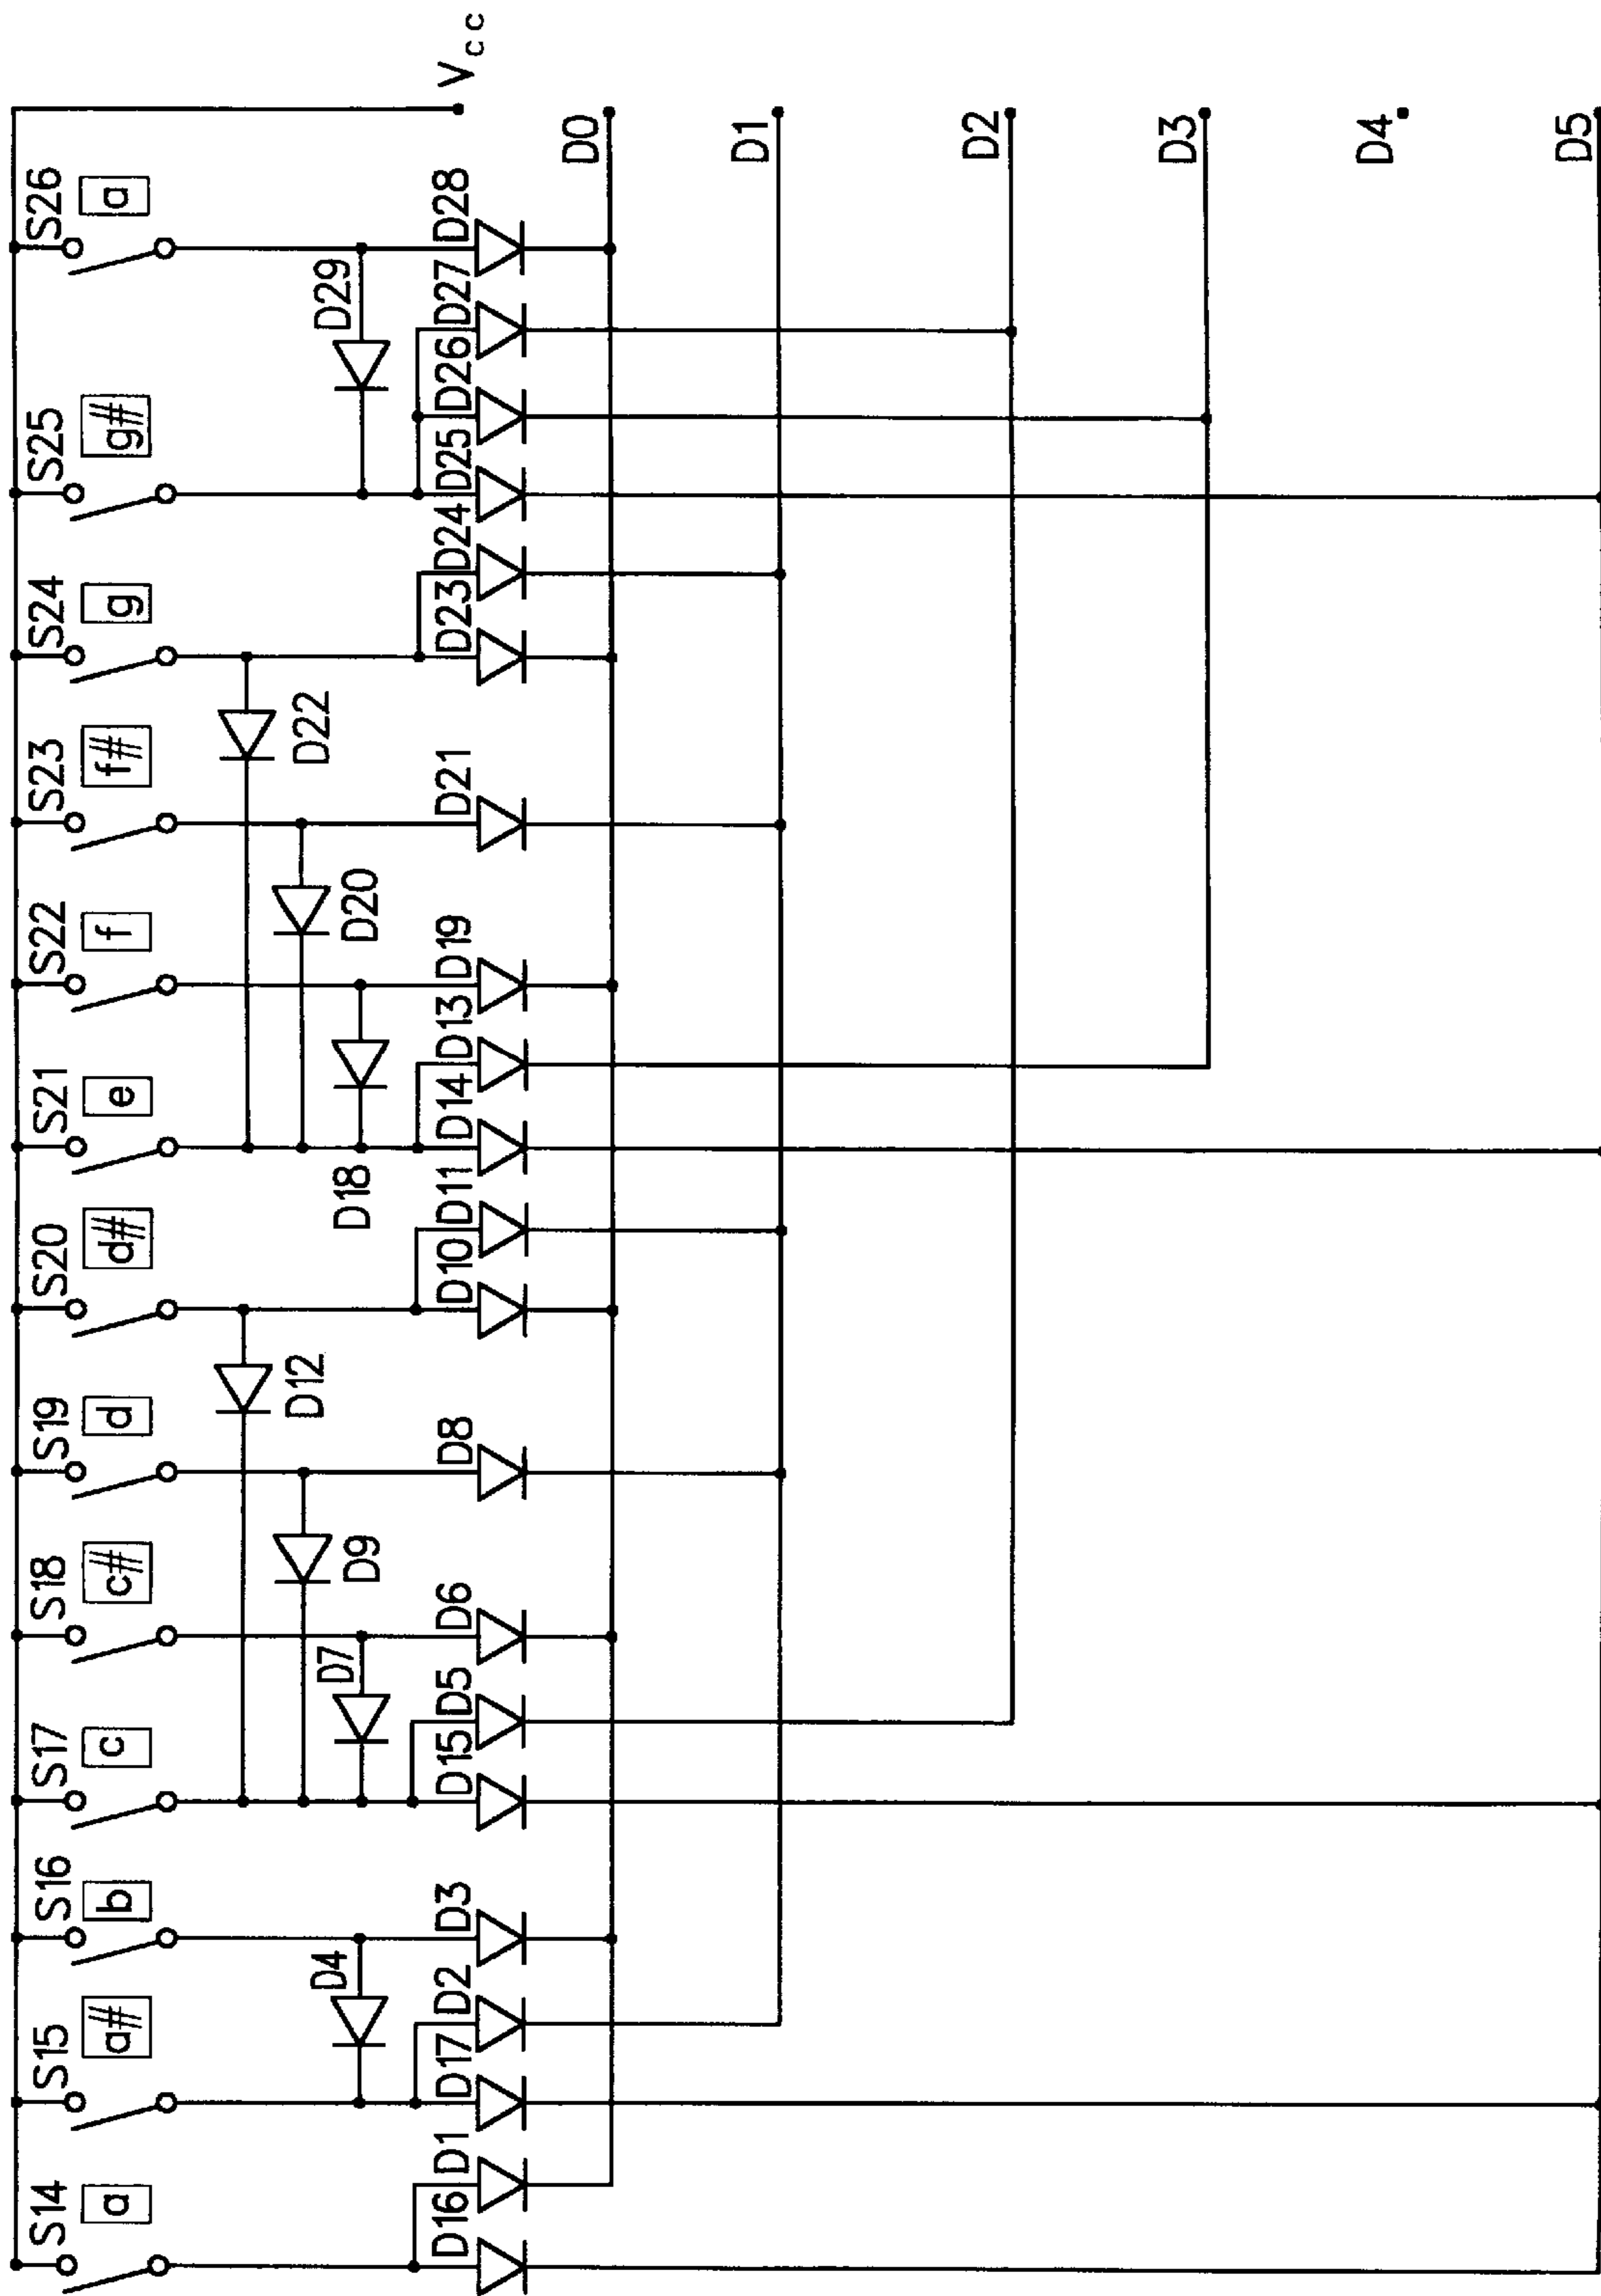 S14 S15 S16 S17 S18 S19 S20 S21 S22 S23 S24 S25 S26
a a# b c c# d d# e f f# g g# a
Vcc
D22
D12
D20
D9
D4 D7 D18 D29
D16 D1 D17 D2 D3 D15 D5 D6 D8 D10 D11 D14 D13 D19 D21 D23 D24 D25 D26 D27 D28
D0
D1
D2
D3
D4
D5